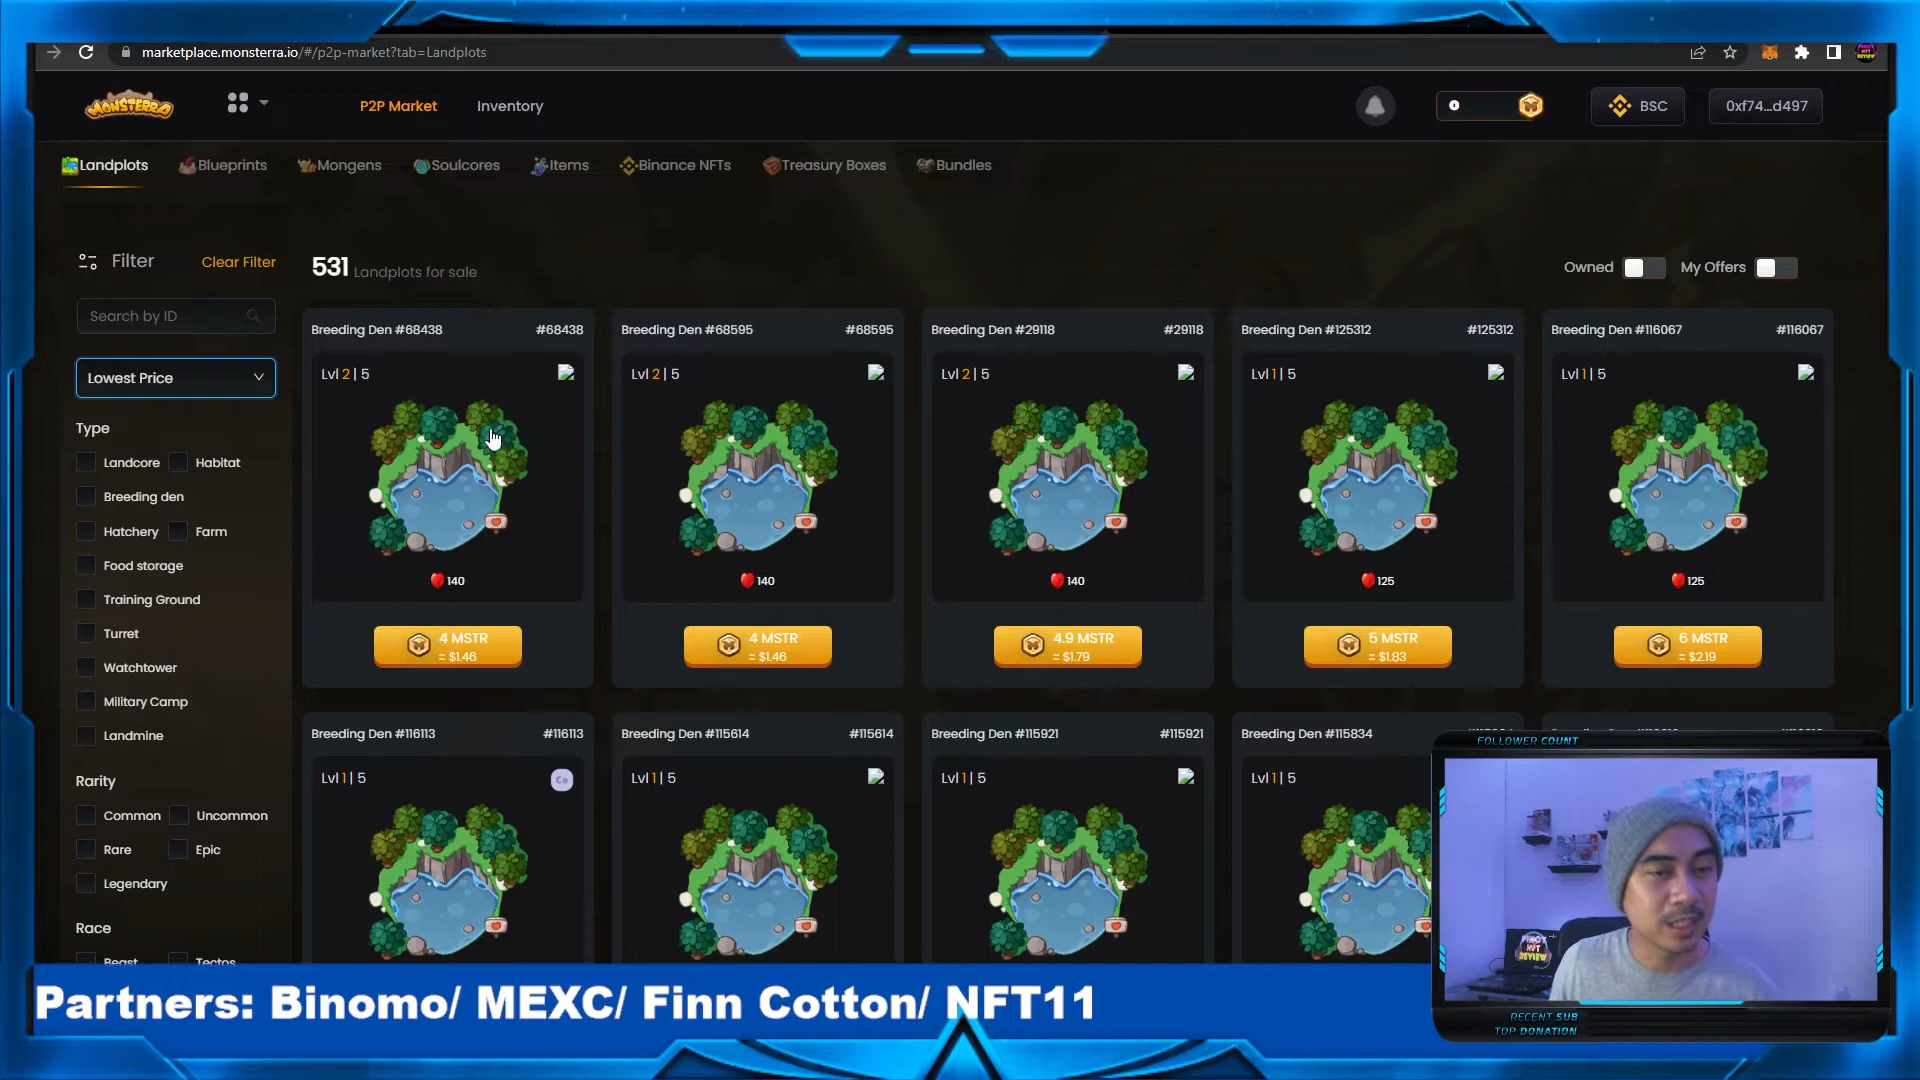 marketplace.monsterra.io/#/p2p-market?tab=Landplots
MONSTERRA
P2P Market
Inventory
0
BSC
0xf74...d497
Landplots
Blueprints
Mongens
Soulcores
Items
Binance NFTs
Treasury Boxes
Bundles
Filter
Clear Filter
531 Landplots for sale
Owned
My Offers
Search by ID
Lowest Price
Type
Landcore
Habitat
Breeding den
Hatchery
Farm
Food storage
Training Ground
Turret
Watchtower
Military Camp
Landmine
Rarity
Common
Uncommon
Rare
Epic
Legendary
Race
Beast
Tectos
Breeding Den #68438
#68438
Lvl 2 | 5
140
4 MSTR
= $1.46
Breeding Den #68595
#68595
Lvl 2 | 5
140
4 MSTR
= $1.46
Breeding Den #29118
#29118
Lvl 2 | 5
140
4.9 MSTR
= $1.79
Breeding Den #125312
#125312
Lvl 1 | 5
125
5 MSTR
= $1.83
Breeding Den #116067
#116067
Lvl 1 | 5
125
6 MSTR
= $2.19
Breeding Den #116113
#116113
Lvl 1 | 5
Co
Breeding Den #115614
#115614
Lvl 1 | 5
Breeding Den #115921
#115921
Lvl 1 | 5
Breeding Den #115834
Lvl 1 | 5
FOLLOWER COUNT
PINOY
NFT
REVIEW
RECENT SUB
TOP DONATION
Partners: Binomo/ MEXC/ Finn Cotton/ NFT11